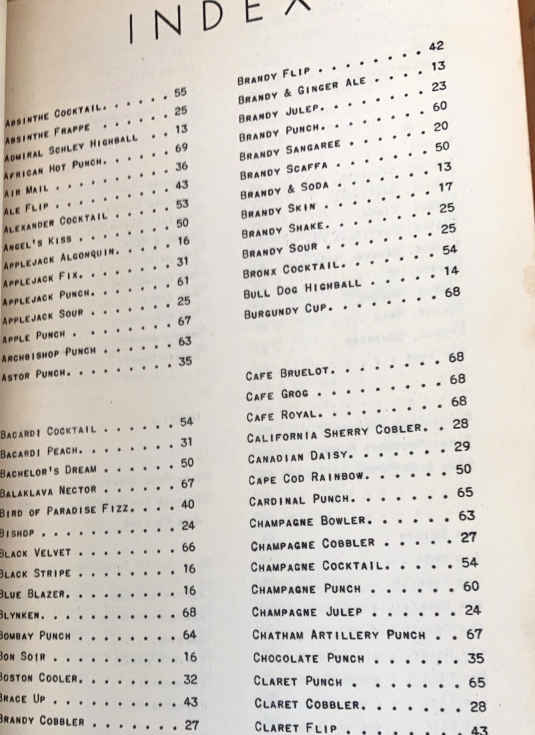 INDEX
ABSINTHE COCKTAIL. . . . . . 55
ABSINTHE FRAPPE . . . . . . 25
ADMIRAL SCHLEY HIGHBALL . . 13
AFRICAN HOT PUNCH. . . . . . 69
AIR MAIL . . . . . . . . . . 36
ALE FLIP . . . . . . . . . . 43
ALEXANDER COCKTAIL . . . . . 53
ANGEL'S KISS . . . . . . . . 50
APPLEJACK ALGONQUIN. . . . . 16
APPLEJACK FIX. . . . . . . . 31
APPLEJACK PUNCH. . . . . . . 61
APPLEJACK SOUR . . . . . . . 25
APPLE PUNCH . . . . . . . . 67
ARCHBISHOP PUNCH . . . . . . 63
ASTOR PUNCH. . . . . . . . . 35
BACARDI COCKTAIL . . . . . . 54
BACARDI PEACH. . . . . . . . 31
BACHELOR'S DREAM . . . . . . 50
BALAKLAVA NECTOR . . . . . . 67
BIRD OF PARADISE FIZZ. . . . 40
BISHOP . . . . . . . . . . . 24
BLACK VELVET . . . . . . . . 66
BLACK STRIPE . . . . . . . . 16
BLUE BLAZER. . . . . . . . . 16
BLYNKEN. . . . . . . . . . . 68
BOMBAY PUNCH . . . . . . . . 64
BON SOIR . . . . . . . . . . 16
BOSTON COOLER. . . . . . . . 32
BRACE UP . . . . . . . . . . 43
BRANDY COBBLER . . . . . . . 27
BRANDY FLIP . . . . . . . . 42
BRANDY & GINGER ALE . . . . 13
BRANDY JULEP. . . . . . . . 23
BRANDY PUNCH. . . . . . . . 60
BRANDY SANGAREE . . . . . . 20
BRANDY SCAFFA . . . . . . . 50
BRANDY & SODA . . . . . . . 13
BRANDY SKIN . . . . . . . . 17
BRANDY SHAKE. . . . . . . . 25
BRANDY SOUR . . . . . . . . 25
BRONX COCKTAIL. . . . . . . 54
BULL DOG HIGHBALL . . . . . 14
BURGUNDY CUP. . . . . . . . 68
CAFE BRUELOT. . . . . . . . 68
CAFE GROG . . . . . . . . . 68
CAFE ROYAL. . . . . . . . . 68
CALIFORNIA SHERRY COBLER. . 28
CANADIAN DAISY. . . . . . . 29
CAPE COD RAINBOW. . . . . . 50
CARDINAL PUNCH. . . . . . . 65
CHAMPAGNE BOWLER. . . . . . 63
CHAMPAGNE COBBLER . . . . . 27
CHAMPAGNE COCKTAIL. . . . . 54
CHAMPAGNE PUNCH . . . . . . 60
CHAMPAGNE JULEP . . . . . . 24
CHATHAM ARTILLERY PUNCH . . 67
CHOCOLATE PUNCH . . . . . . 35
CLARET PUNCH . . . . . . . 65
CLARET COBBLER. . . . . . . 28
CLARET FLIP . . . . . . . . 43